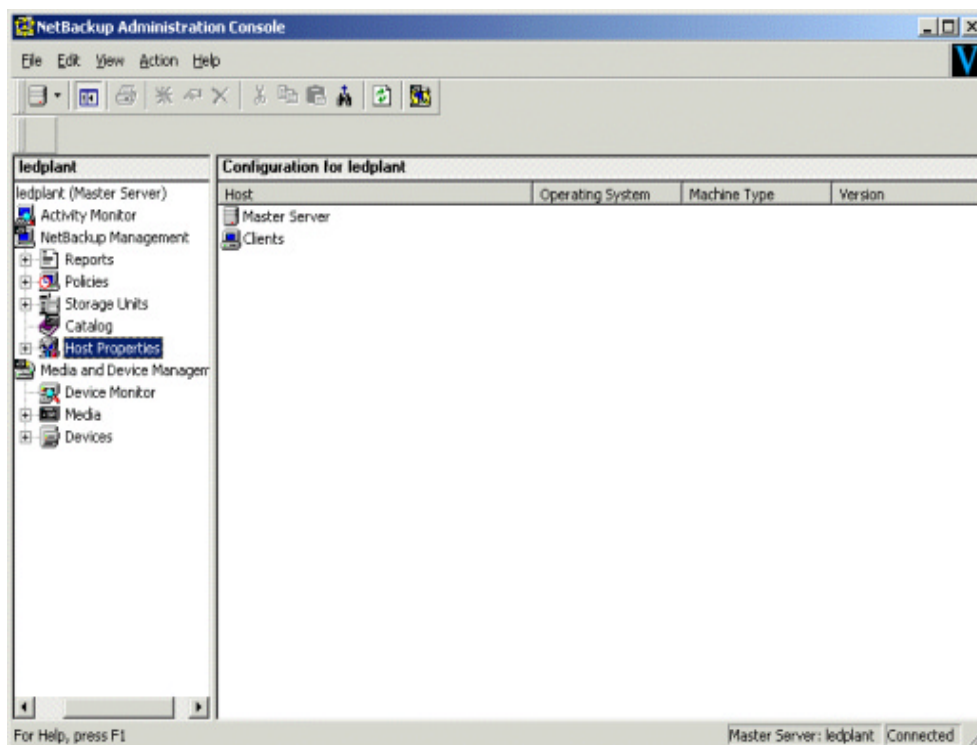 NetBackup Administration Console
File Edit View Action Help
ledplant
Configuration for ledplant
ledplant (Master Server)
Activity Monitor
NetBackup Management
Reports
Policies
Storage Units
Catalog
Host Properties
Media and Device Managem
Device Monitor
Media
Devices
Host Operating System Machine Type Version
Master Server
Clients
For Help, press F1
Master Server: ledplant Connected